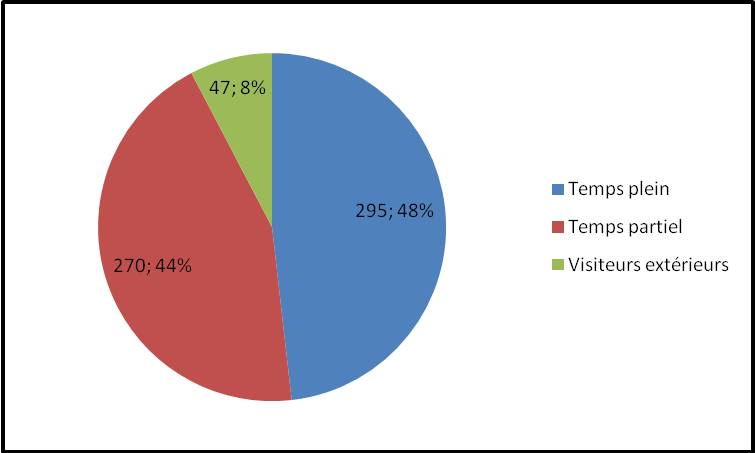 47; 8%
295; 48%
270; 44%
Temps plein
Temps partiel
Visiteurs extérieurs